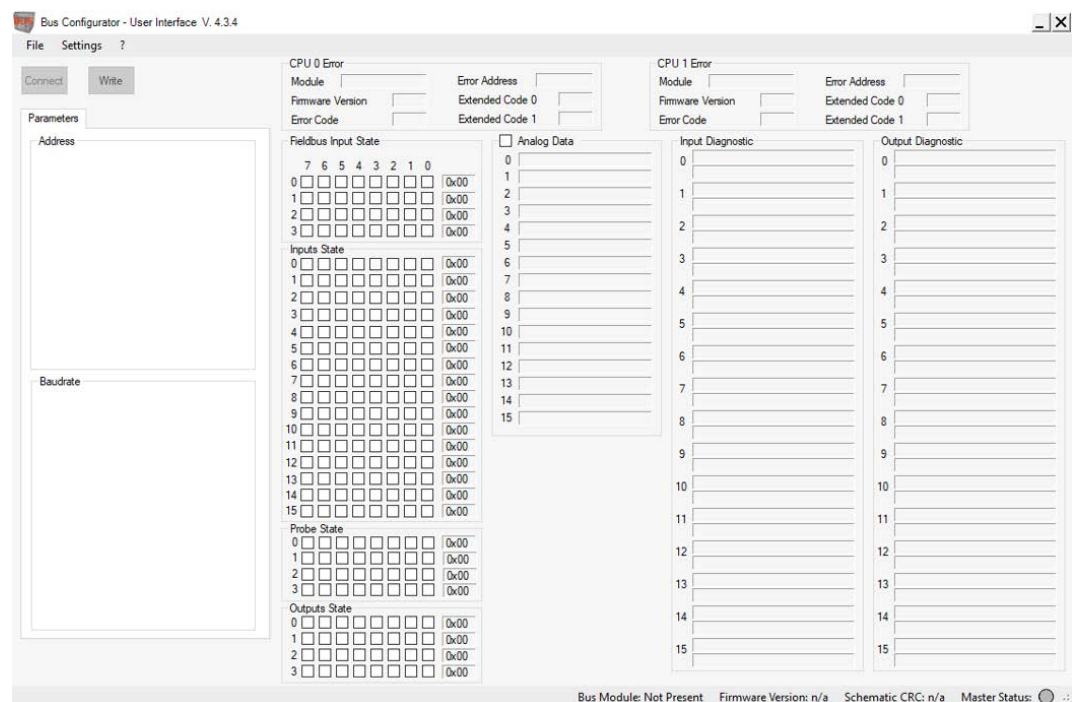 BUS Bus Configurator - User Interface V. 4.3.4
File Settings ?
Connect Write
CPU 0 Error
Module Error Address
Firmware Version Extended Code 0
Error Code Extended Code 1
CPU 1 Error
Module Error Address
Firmware Version Extended Code 0
Error Code Extended Code 1
Parameters
Address
Baudrate
Fieldbus Input State
7 6 5 4 3 2 1 0
0 0x00
1 0x00
2 0x00
3 0x00
Inputs State
0 0x00
1 0x00
2 0x00
3 0x00
4 0x00
5 0x00
6 0x00
7 0x00
8 0x00
9 0x00
10 0x00
11 0x00
12 0x00
13 0x00
14 0x00
15 0x00
Probe State
0 0x00
1 0x00
2 0x00
3 0x00
Outputs State
0 0x00
1 0x00
2 0x00
3 0x00
Analog Data
0
1
2
3
4
5
6
7
8
9
10
11
12
13
14
15
Input Diagnostic
0
1
2
3
4
5
6
7
8
9
10
11
12
13
14
15
Output Diagnostic
0
1
2
3
4
5
6
7
8
9
10
11
12
13
14
15
Bus Module: Not Present Firmware Version: n/a Schematic CRC: n/a Master Status: